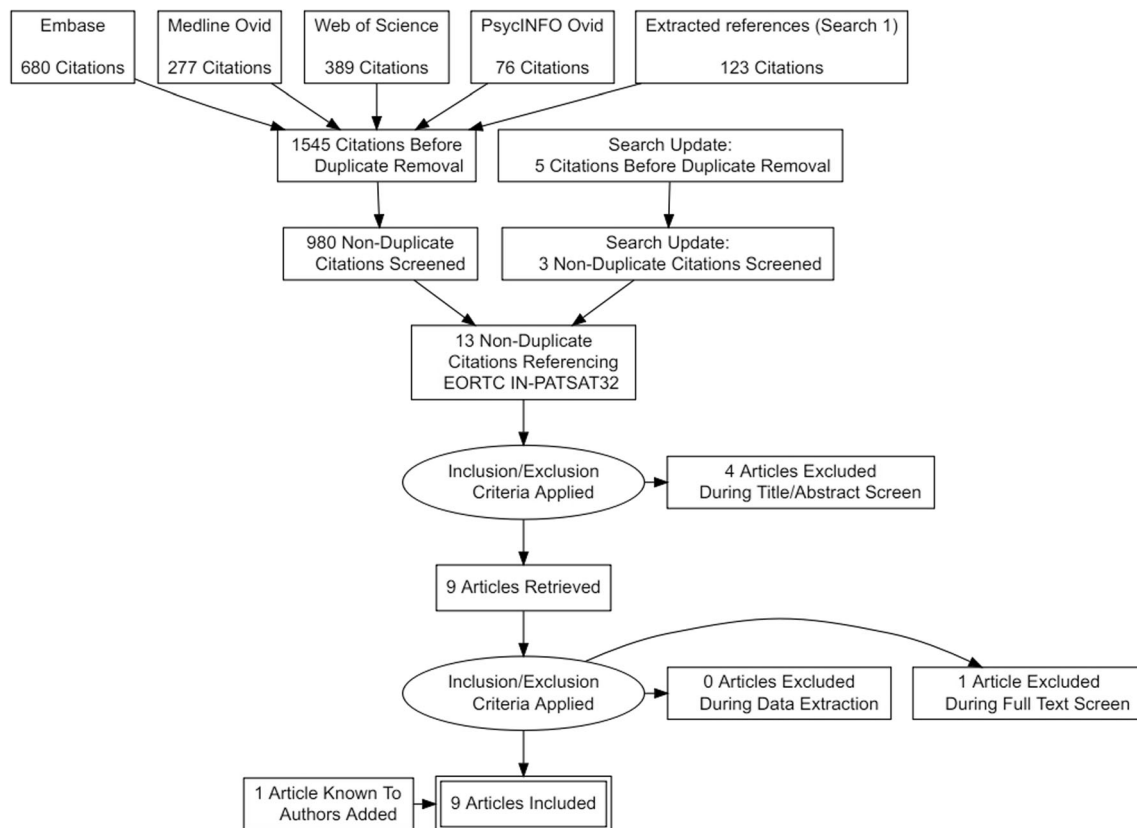 Embase
680 Citations
Medline Ovid
277 Citations
Web of Science
389 Citations
PsycINFO Ovid
76 Citations
Extracted references (Search 1)
123 Citations
1545 Citations Before
Duplicate Removal
Search Update:
5 Citations Before Duplicate Removal
980 Non-Duplicate
Citations Screened
Search Update:
3 Non-Duplicate Citations Screened
13 Non-Duplicate
Citations Referencing
EORTC IN-PATSAT32
Inclusion/Exclusion
Criteria Applied
4 Articles Excluded
During Title/Abstract Screen
9 Articles Retrieved
Inclusion/Exclusion
Criteria Applied
0 Articles Excluded
During Data Extraction
1 Article Excluded
During Full Text Screen
1 Article Known To
Authors Added
9 Articles Included